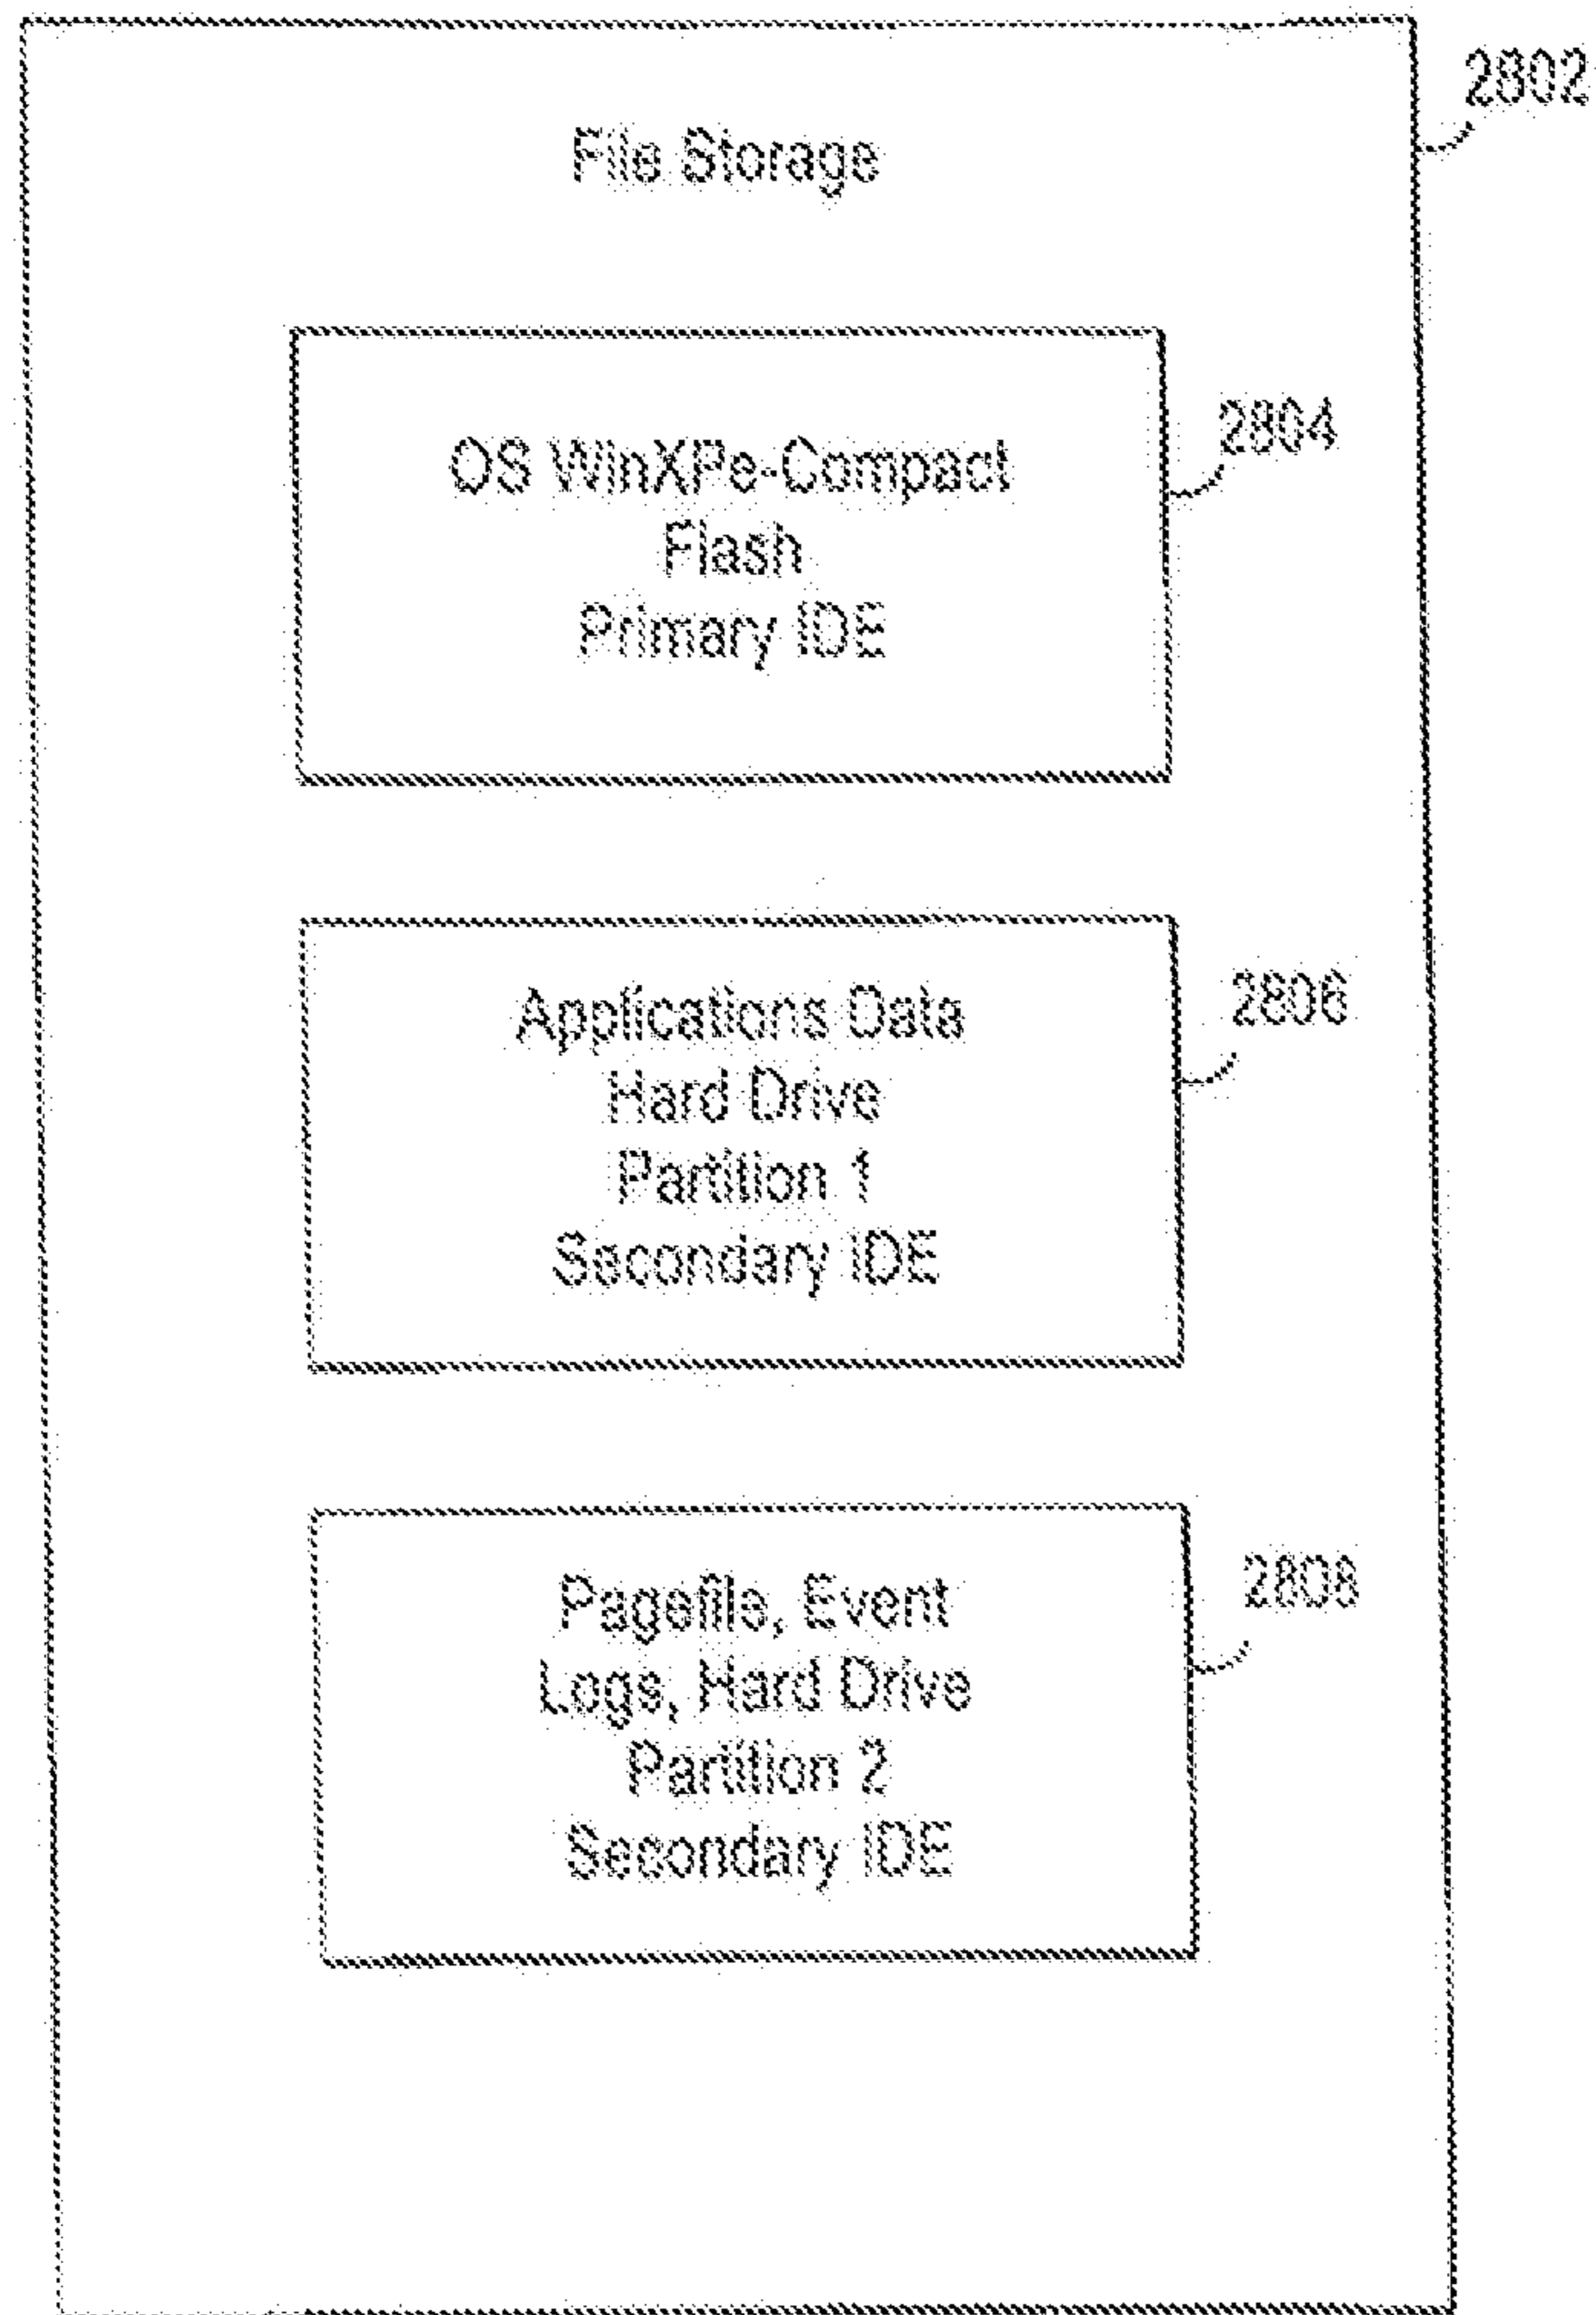 2802
File Storage
2804
OS WinXPe-Compact
Flash
Primary IDE
2806
Applications Data
Hard Drive
Partition 1
Secondary IDE
2808
Pagefile, Event
Logs, Hard Drive
Partition 2
Secondary IDE